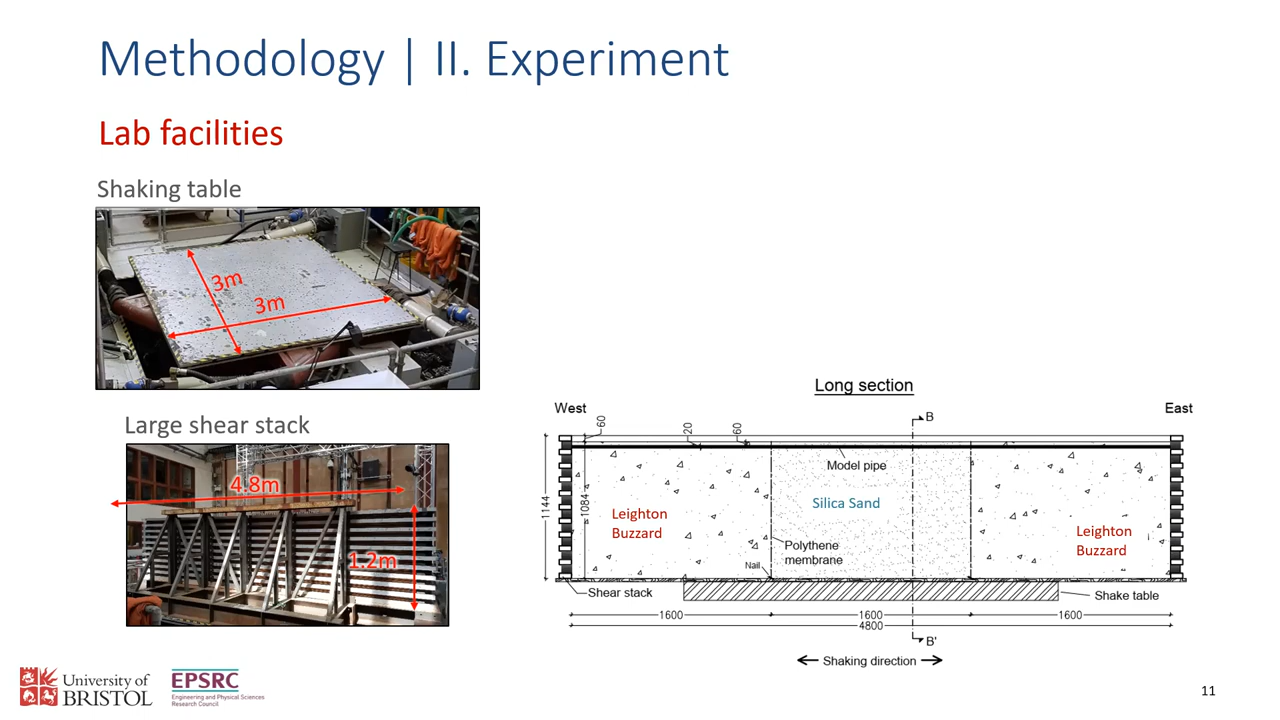 Methodology | II. Experiment
Lab facilities
Shaking table
3m
3m
Large shear stack
4.8m
1.2m
Long section
West
East
60
20
60
B
Model pipe
1144
1084
Silica Sand
Leighton
Buzzard
Leighton
Buzzard
Polythene
membrane
Nail
Shear stack
Shake table
1600
1600
1600
4800
B'
Shaking direction
University of
BRISTOL
EPSRC
Engineering and Physical Sciences
Research Council
11